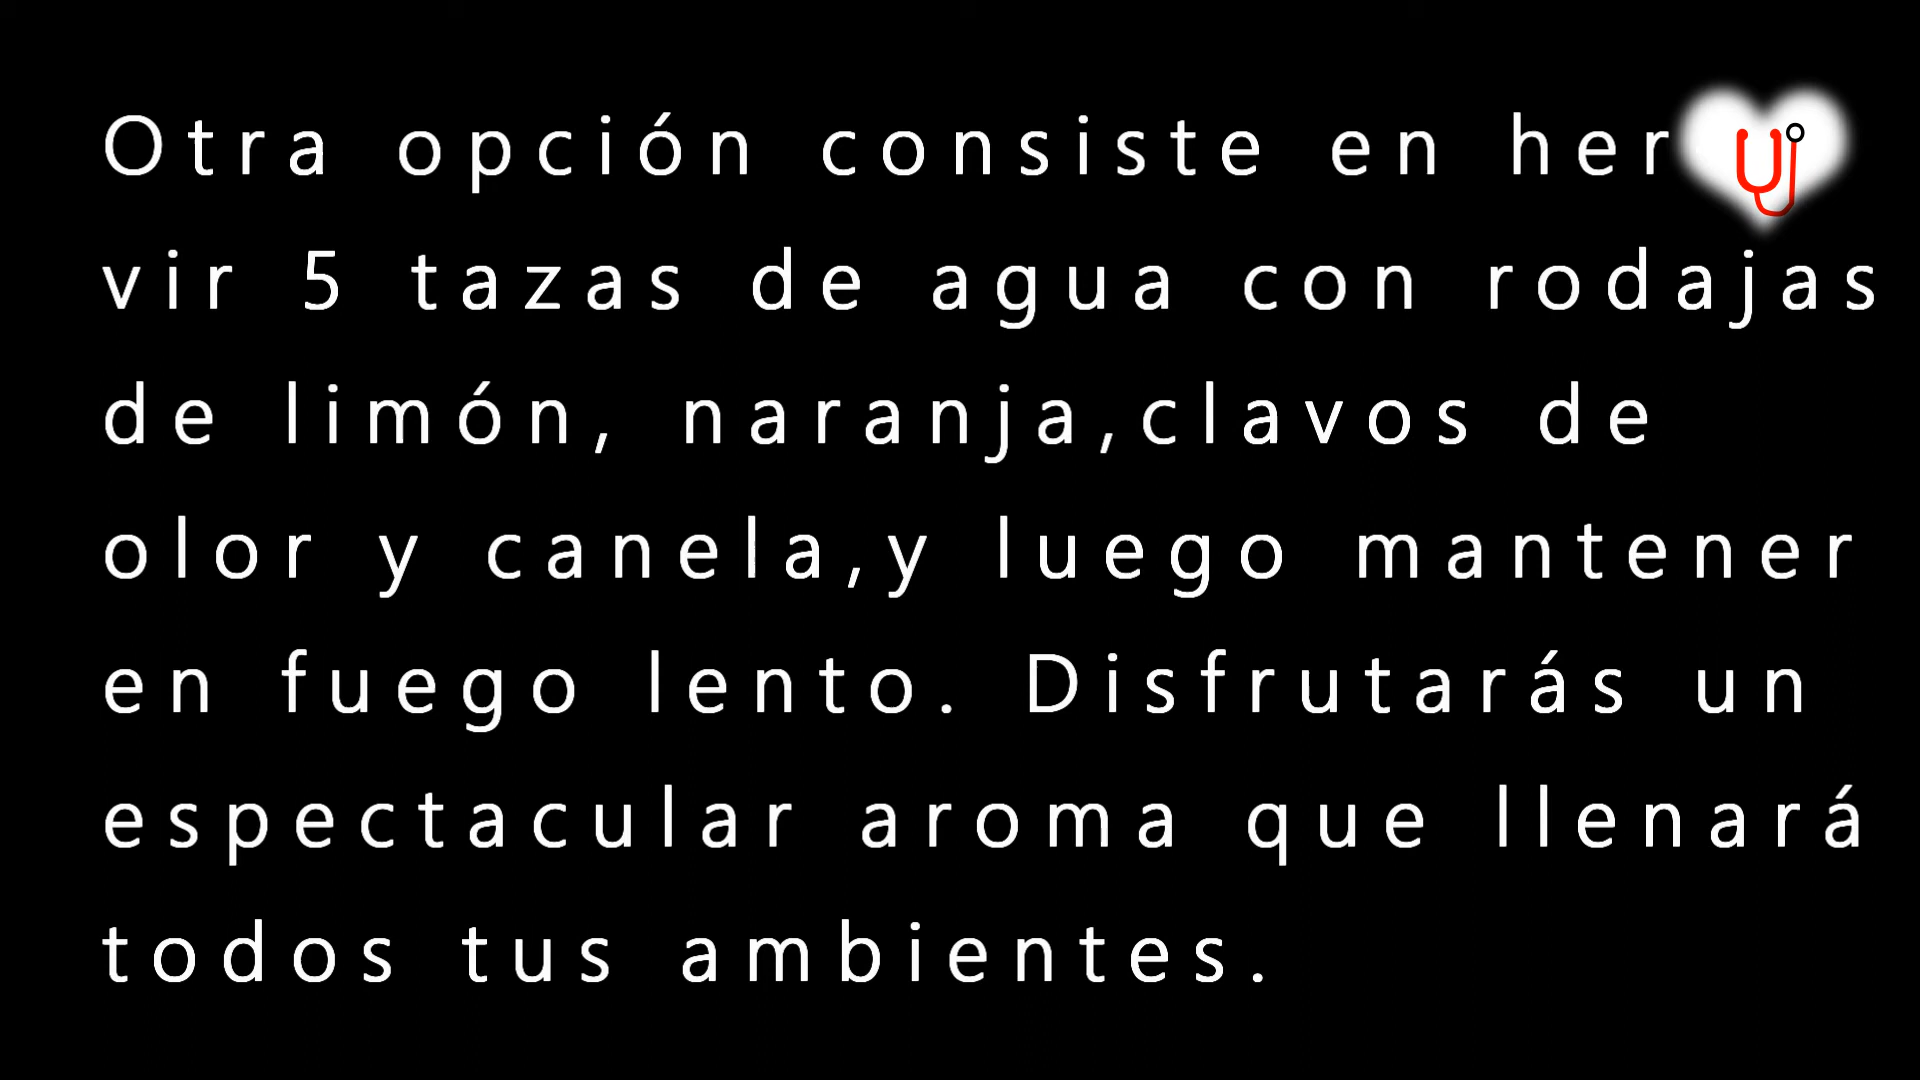 Otra opción consiste en her
vir 5 tazas de agua con rodajas
de limón, naranja,clavos de
olor y canela,y luego mantener
en fuego lento. Disfrutarás un
espectacular aroma que llenará
todos tus ambientes.